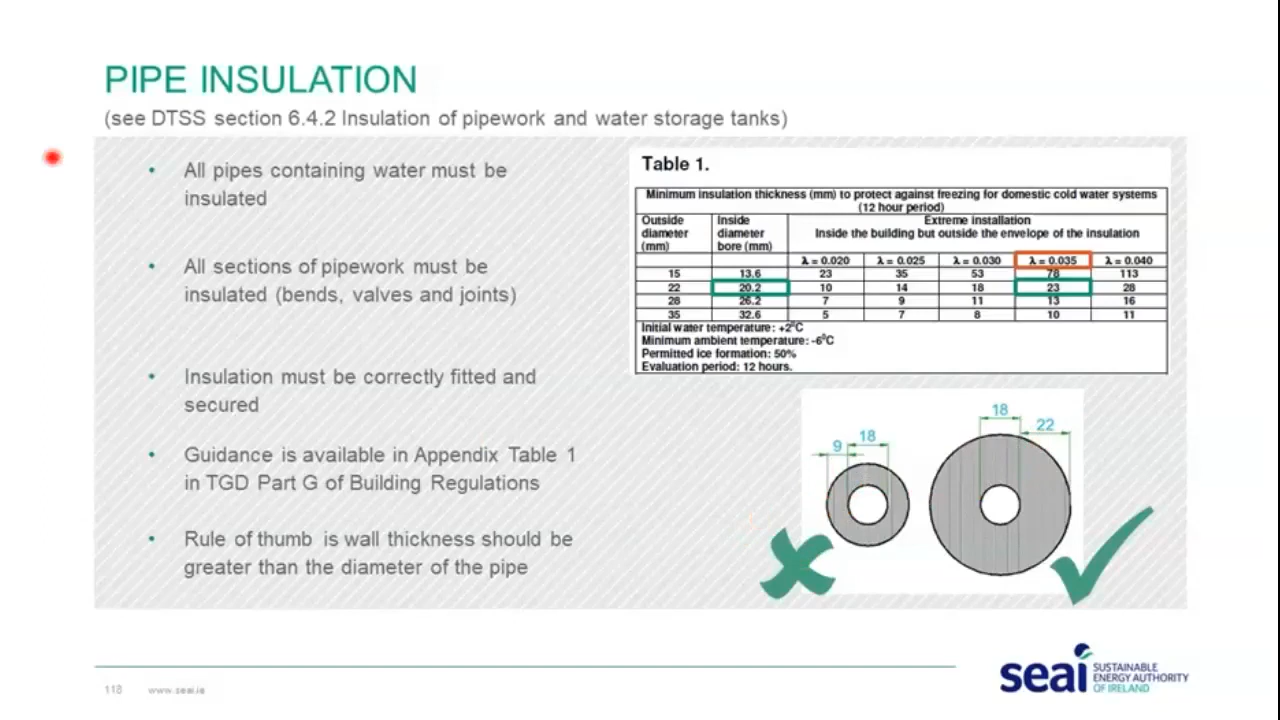 PIPE INSULATION
(see DTSS section 6.4.2 Insulation of pipework and water storage tanks)
• All pipes containing water must be
insulated
• All sections of pipework must be
insulated (bends, valves and joints)
• Insulation must be correctly fitted and
secured
• Guidance is available in Appendix Table 1
in TGD Part G of Building Regulations
• Rule of thumb is wall thickness should be
greater than the diameter of the pipe
Table 1.
Minimum insulation thickness (mm) to protect against freezing for domestic cold water systems
(12 hour period)
Outside diameter (mm) Inside diameter bore (mm) Extreme installation
Inside the building but outside the envelope of the insulation
λ = 0.020 λ = 0.025 λ = 0.030 λ = 0.035 λ = 0.040
15 13.6 23 35 53 78 113
22 20.2 10 14 18 23 28
28 26.2 7 9 11 13 16
35 32.6 5 7 8 10 11
Initial water temperature: +2⁰C
Minimum ambient temperature: -6⁰C
Permitted ice formation: 50%
Evaluation period: 12 hours.
9 18
18 22
118 www.seai.ie
seai SUSTAINABLE
ENERGY AUTHORITY
OF IRELAND